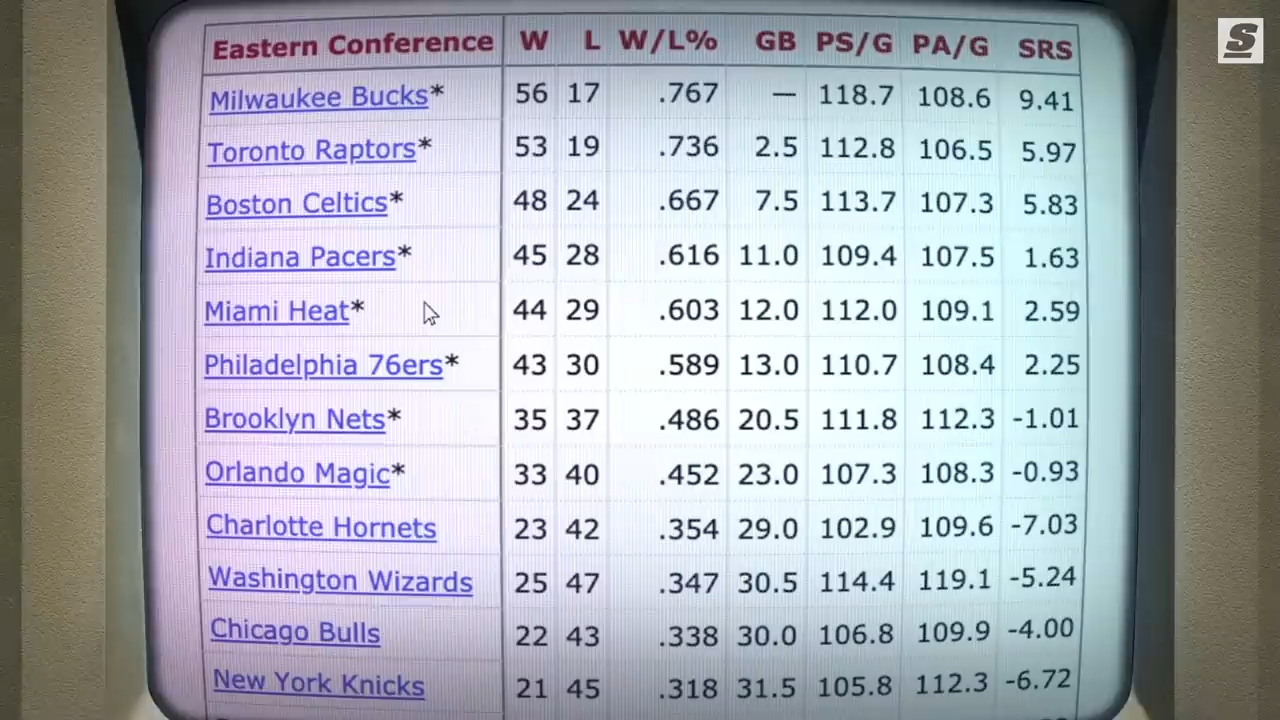 S
Eastern Conference W L W/L% GB PS/G PA/G SRS
Milwaukee Bucks* 56 17 .767 — 118.7 108.6 9.41
Toronto Raptors* 53 19 .736 2.5 112.8 106.5 5.97
Boston Celtics* 48 24 .667 7.5 113.7 107.3 5.83
Indiana Pacers* 45 28 .616 11.0 109.4 107.5 1.63
Miami Heat* 44 29 .603 12.0 112.0 109.1 2.59
Philadelphia 76ers* 43 30 .589 13.0 110.7 108.4 2.25
Brooklyn Nets* 35 37 .486 20.5 111.8 112.3 -1.01
Orlando Magic* 33 40 .452 23.0 107.3 108.3 -0.93
Charlotte Hornets 23 42 .354 29.0 102.9 109.6 -7.03
Washington Wizards 25 47 .347 30.5 114.4 119.1 -5.24
Chicago Bulls 22 43 .338 30.0 106.8 109.9 -4.00
New York Knicks 21 45 .318 31.5 105.8 112.3 -6.72